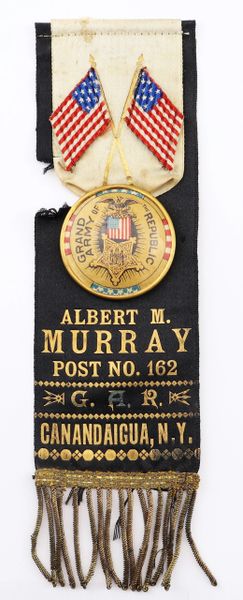 GRAND ARMY OF THE REPUBLIC
ALBERT M.
MURRAY
POST NO. 162
G. A. R.
CANANDAIGUA, N.Y.